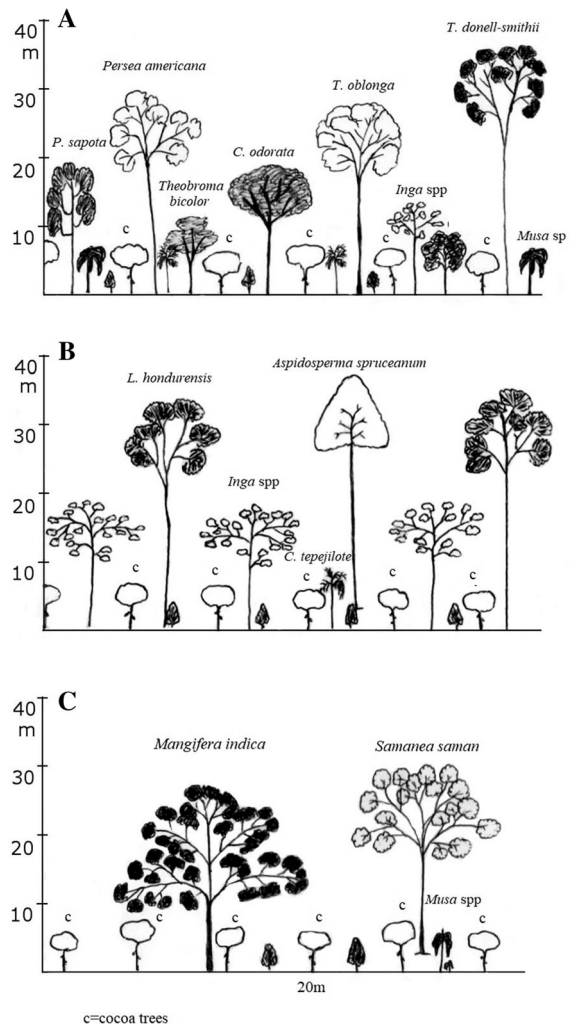 A
40
m
30
20
10
T. donell-smithii
Persea americana
T. oblonga
P. sapota
C. odorata
Theobroma
bicolor
Inga spp
c
c
c
c
c
Musa sp
B
40
m
30
20
10
Aspidosperma spruceanum
L. hondurensis
Inga spp
C. tepejilote
c
c
c
c
c
C
40
m
30
20
10
Mangifera indica
Samanea saman
Musa spp
c
c
c
c
c
c
20m
c=cocoa trees